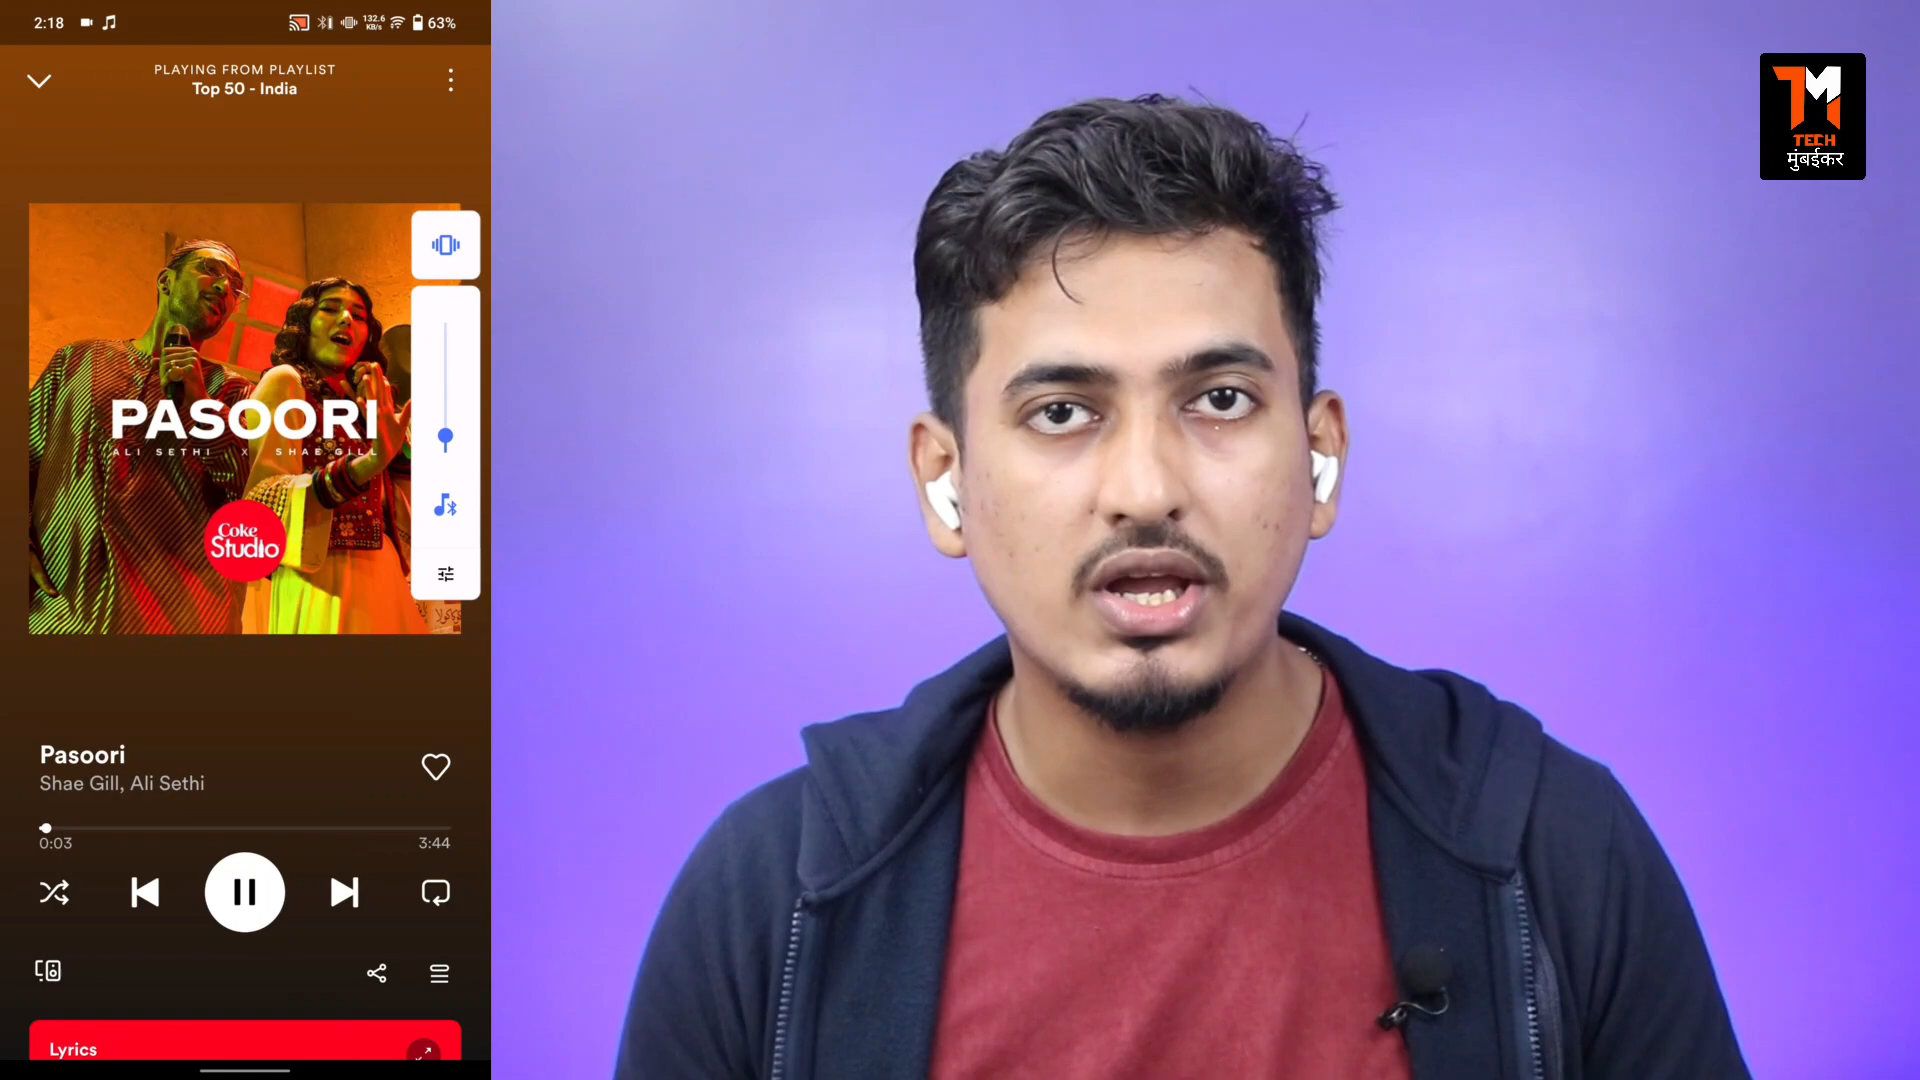 2:18
132.6
KB/s
63%
PLAYING FROM PLAYLIST
Top 50 - India
PASOORI
ALI SETHI X SHAE GILL
Coke
Studio
Pasoori
Shae Gill, Ali Sethi
0:03
3:44
Lyrics
TM
TECH
मुंबईकर